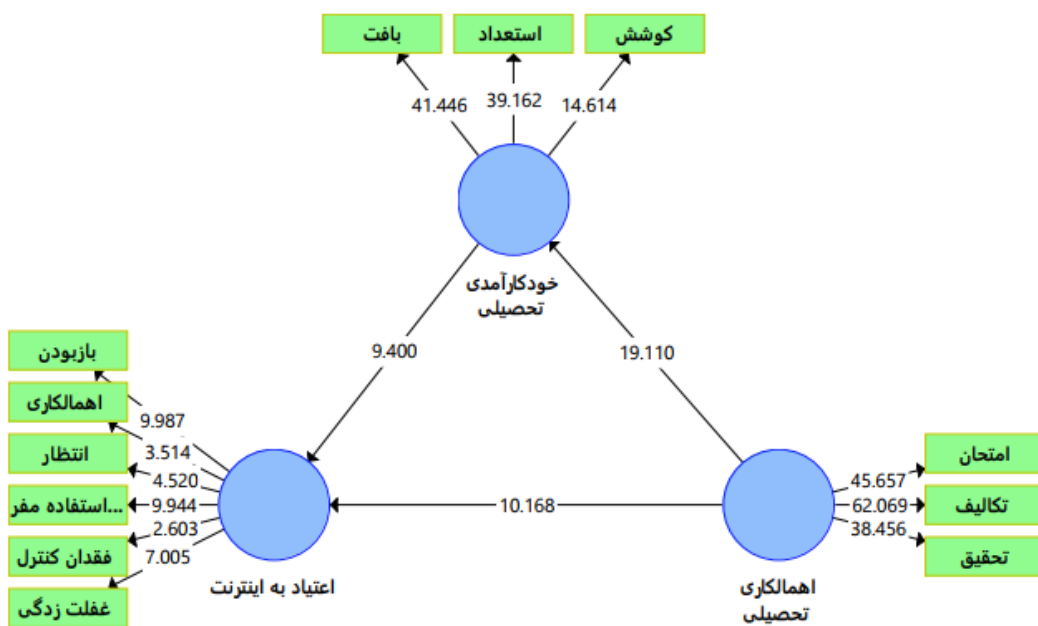 بافت
استعداد
کوشش
41.446
39.162
14.614
خودکارآمدی
تحصیلی
9.400
19.110
بازبودن
اهمالکاری
انتظار
استفاده مفر...
فقدان کنترل
غفلت زدگی
9.987
3.514
4.520
9.944
2.603
7.005
اعتیاد به اینترنت
10.168
امتحان
تکالیف
تحقیق
45.657
62.069
38.456
اهمالکاری
تحصیلی